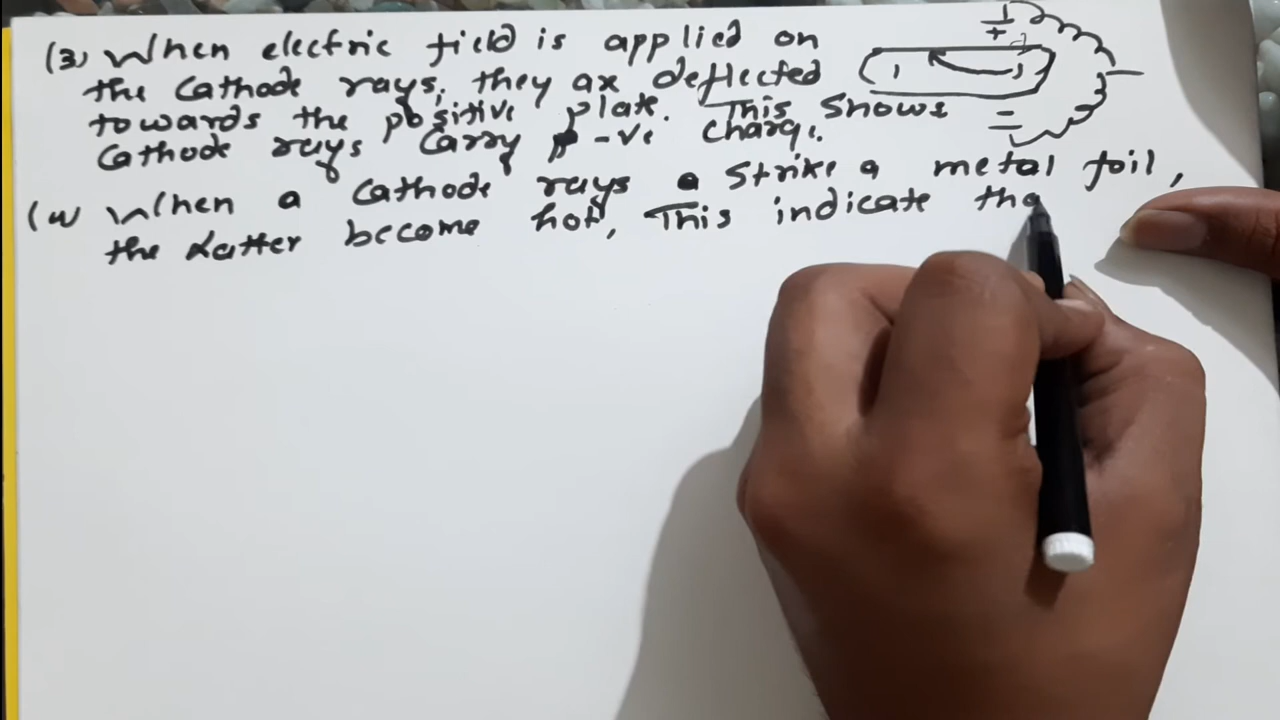 (3) When electric field is applied on
the cathode rays, they ax deflected
towards the positive plate. This shows
cathode rays carry -ve charge.
(4) When a cathode rays strike a metal foil,
the Latter become hot, This indicate tha